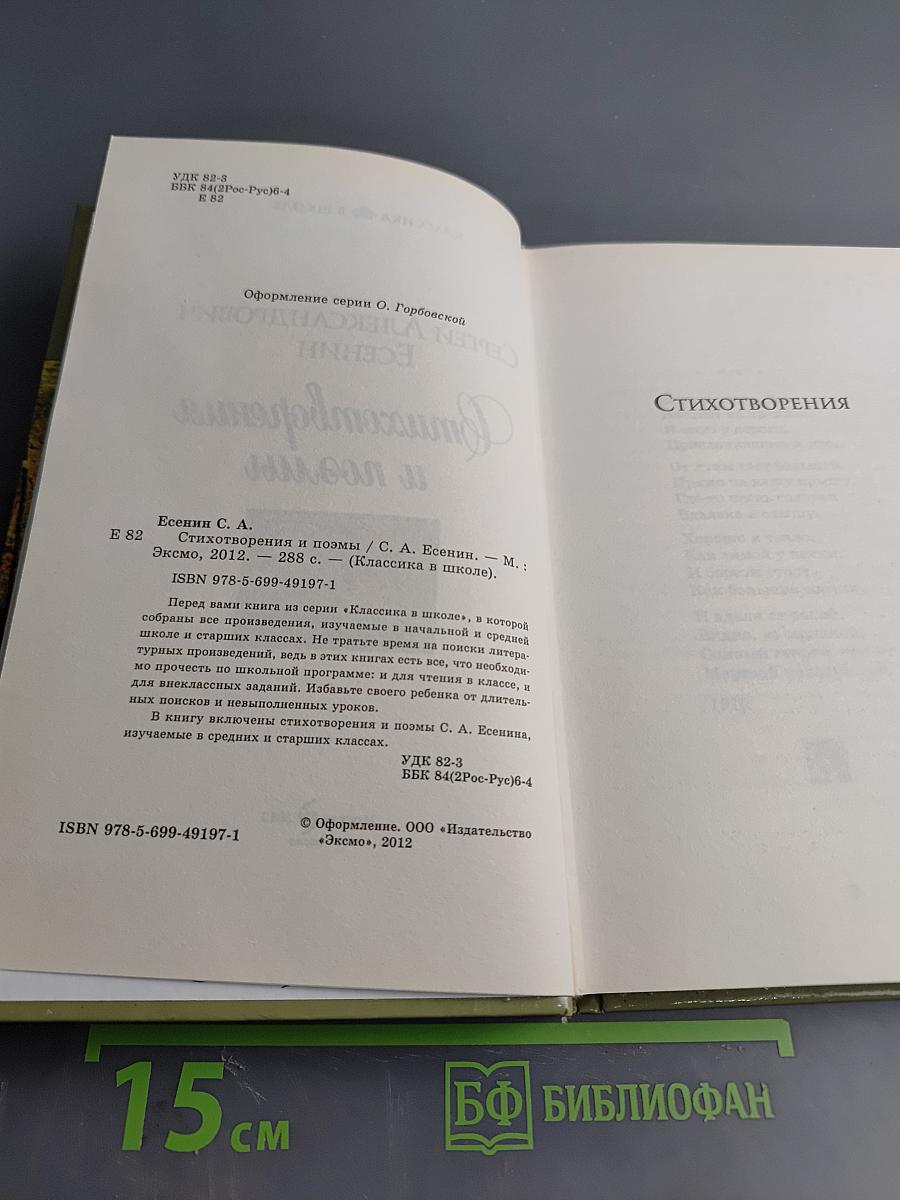 УДК 82-3
ББК 84(2Рос-Рус)6-4
Е 82
Оформление серии О. Горбовской
Есенин С. А.
Е 82 Стихотворения и поэмы / С. А. Есенин. — М. :
Эксмо, 2012. — 288 с. — (Классика в школе).
ISBN 978-5-699-49197-1
Перед вами книга из серии «Классика в школе», в которой
собраны все произведения, изучаемые в начальной и средней
школе и старших классах. Не тратьте время на поиски литера-
турных произведений, ведь в этих книгах есть все, что необходи-
мо прочесть по школьной программе: и для чтения в классе, и
для внеклассных заданий. Избавьте своего ребенка от длитель-
ных поисков и невыполненных уроков.
В книгу включены стихотворения и поэмы С. А. Есенина,
изучаемые в средних и старших классах.
УДК 82-3
ББК 84(2Рос-Рус)6-4
ISBN 978-5-699-49197-1
© Оформление. ООО «Издательство
«Эксмо», 2012
СТИХОТВОРЕНИЯ
15 см
БФ БИБЛИОФАН